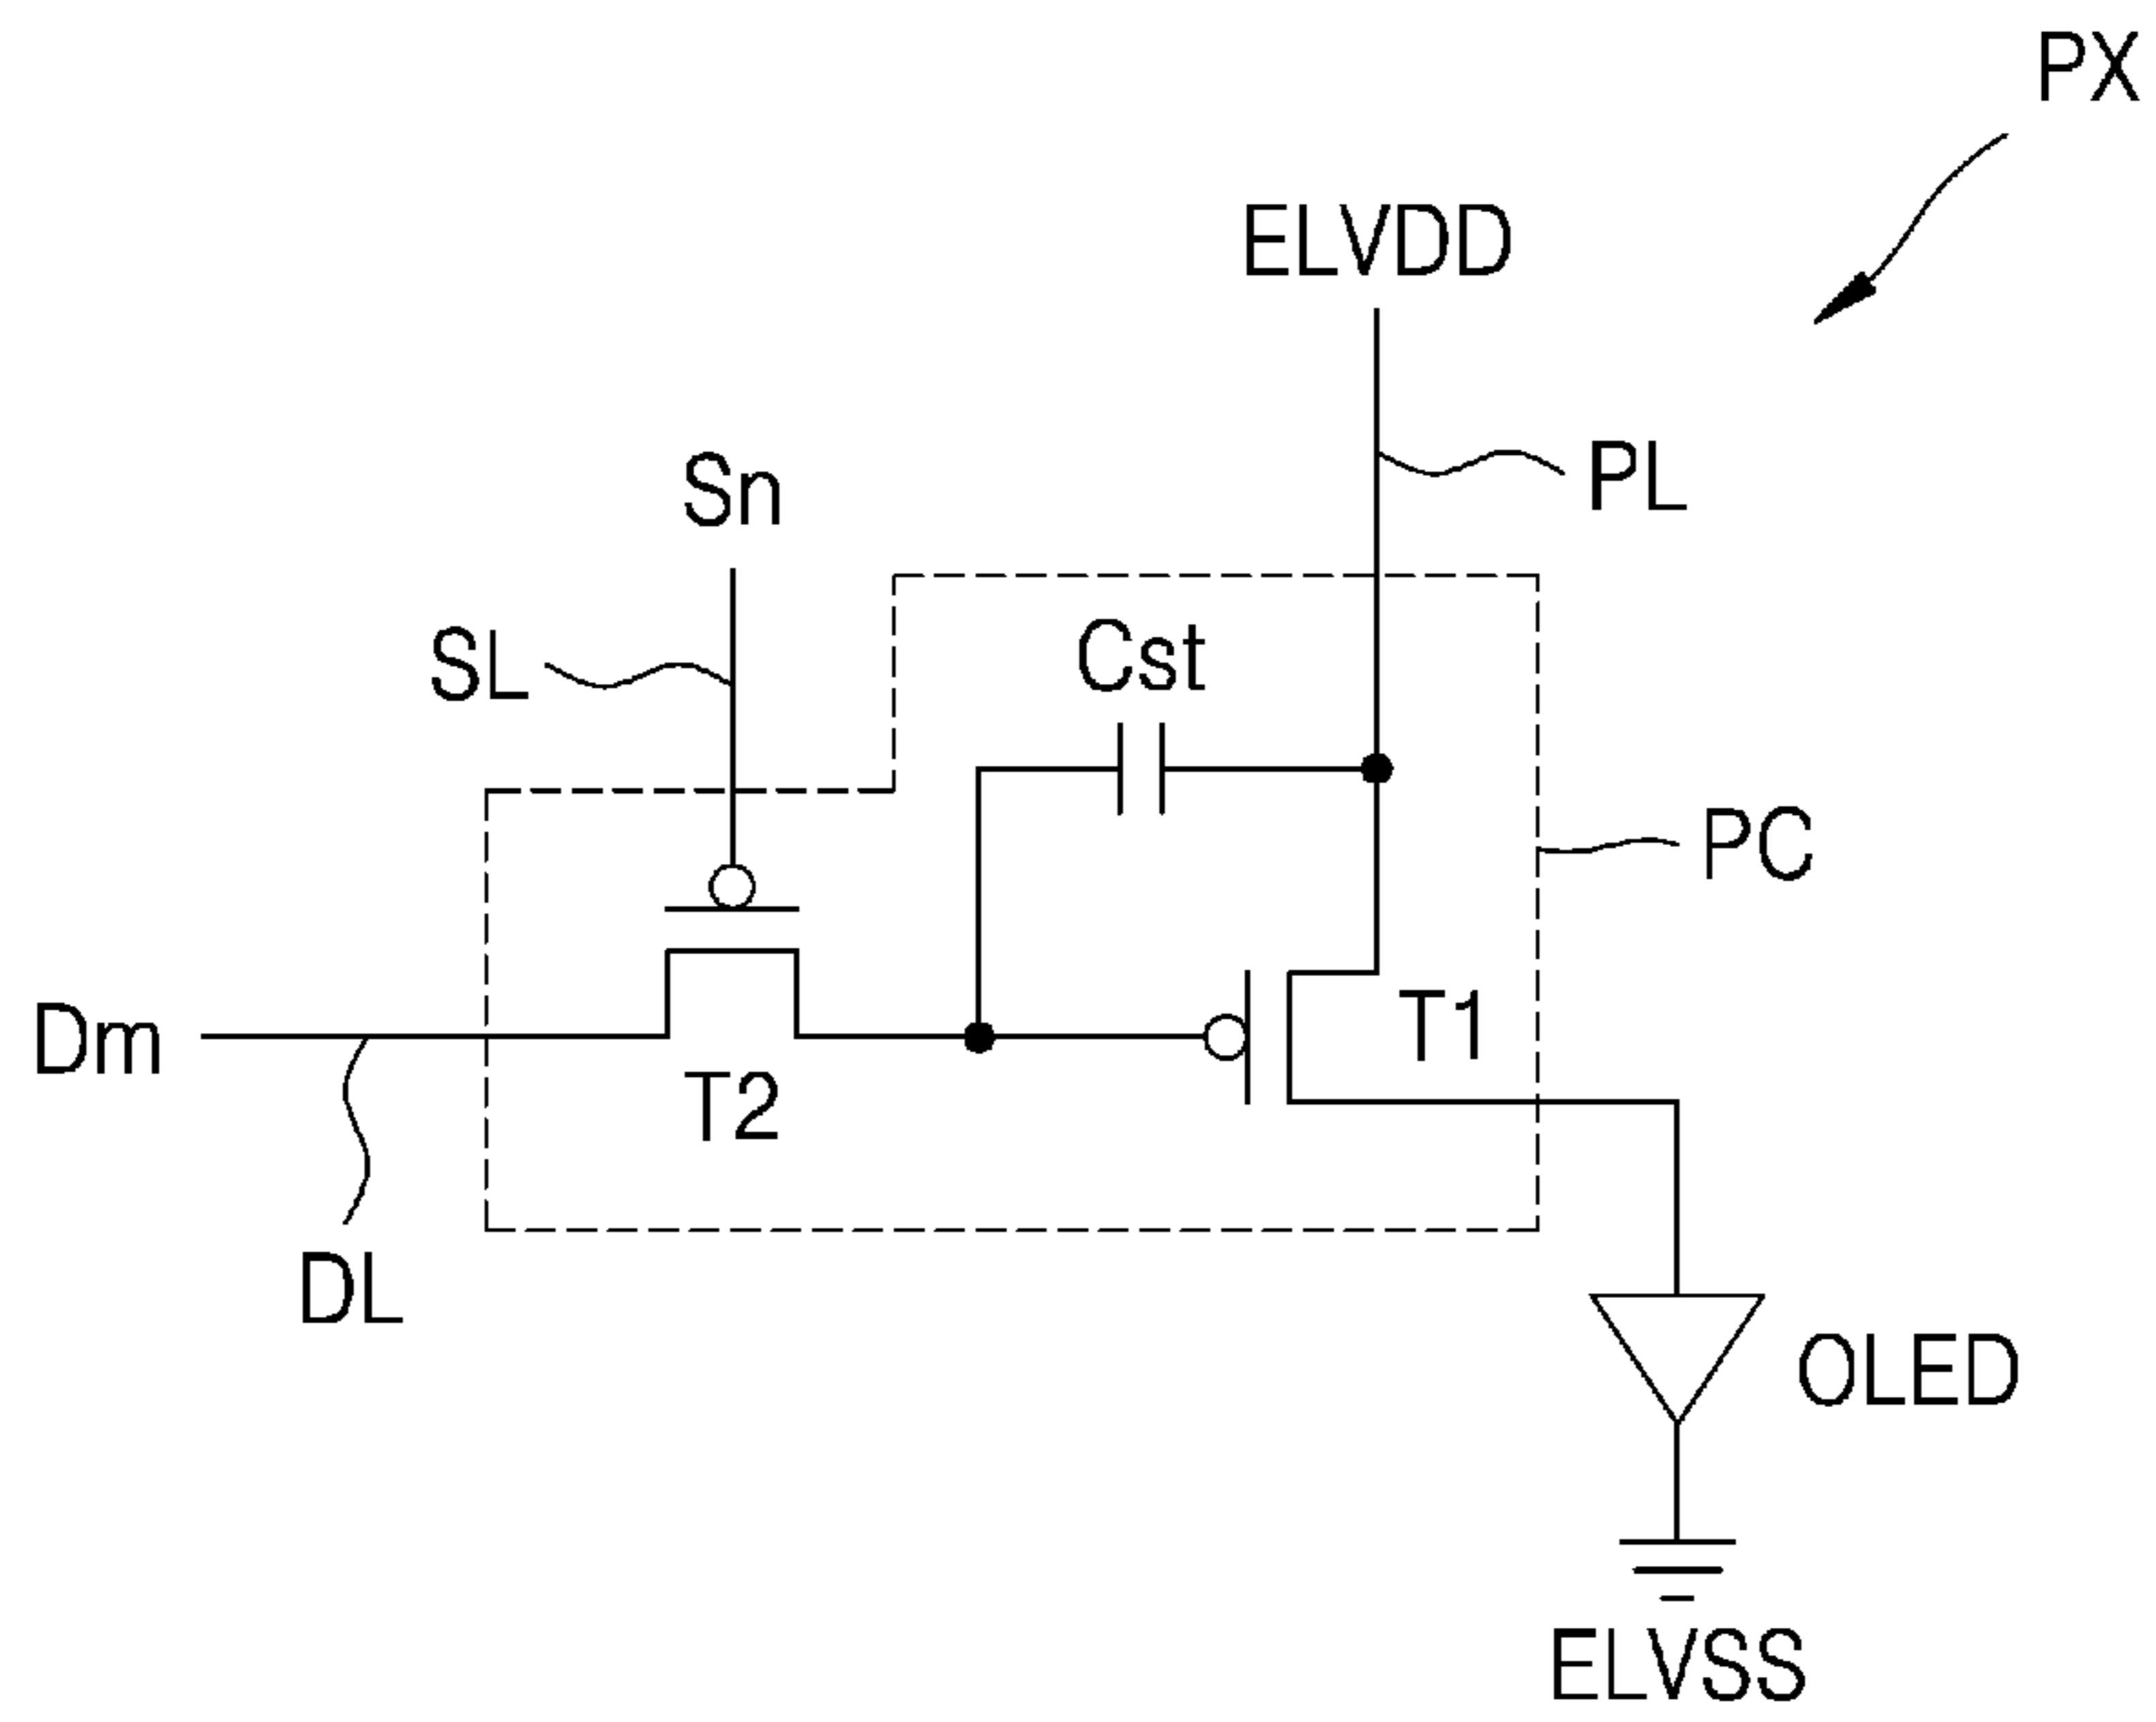 PX
ELVDD
PL
Sn
SL
Cst
PC
T1
Dm
T2
DL
OLED
ELVSS